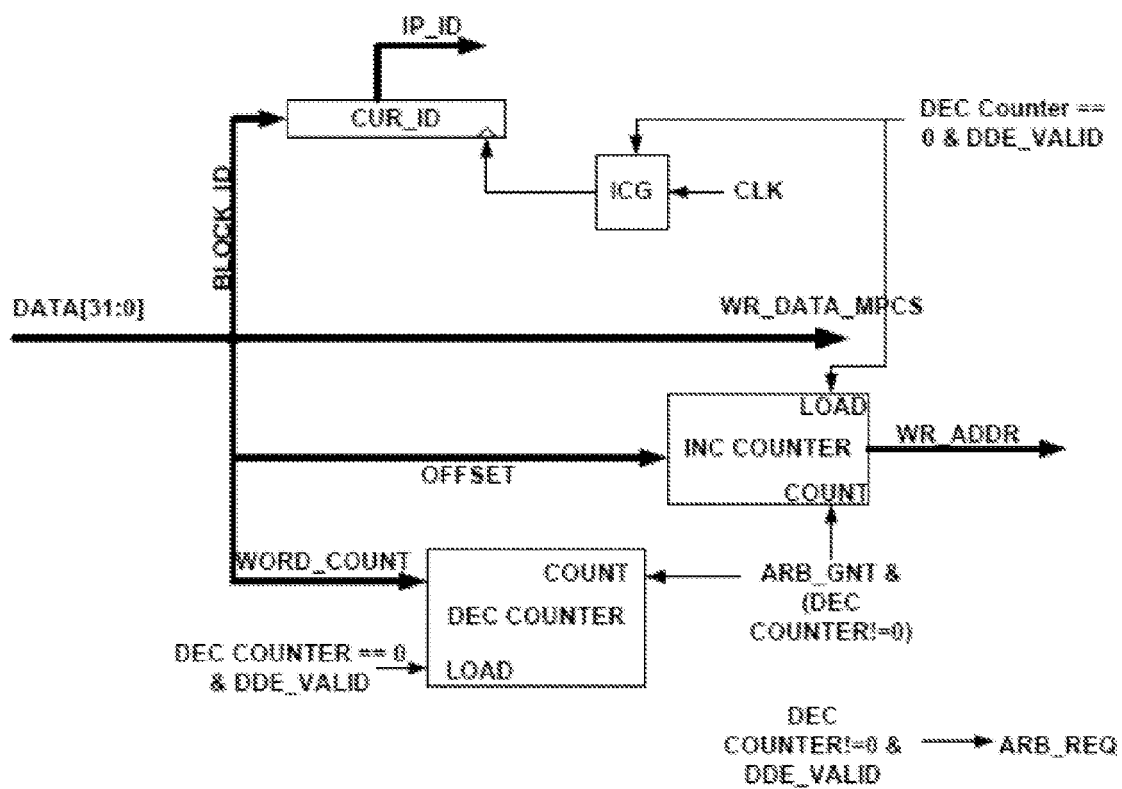 IP_ID
CUR_ID
DEC Counter ==
0 & DDE_VALID
ICG
CLK
BLOCK_ID
DATA[31:0]
WR_DATA_MPCS
LOAD
INC COUNTER
WR_ADDR
OFFSET
COUNT
WORD_COUNT
COUNT
ARB_GNT &
(DEC
COUNTER!=0)
DEC COUNTER
DEC COUNTER == 0
& DDE_VALID
LOAD
DEC
COUNTER!=0 &
DDE_VALID
ARB_REQ